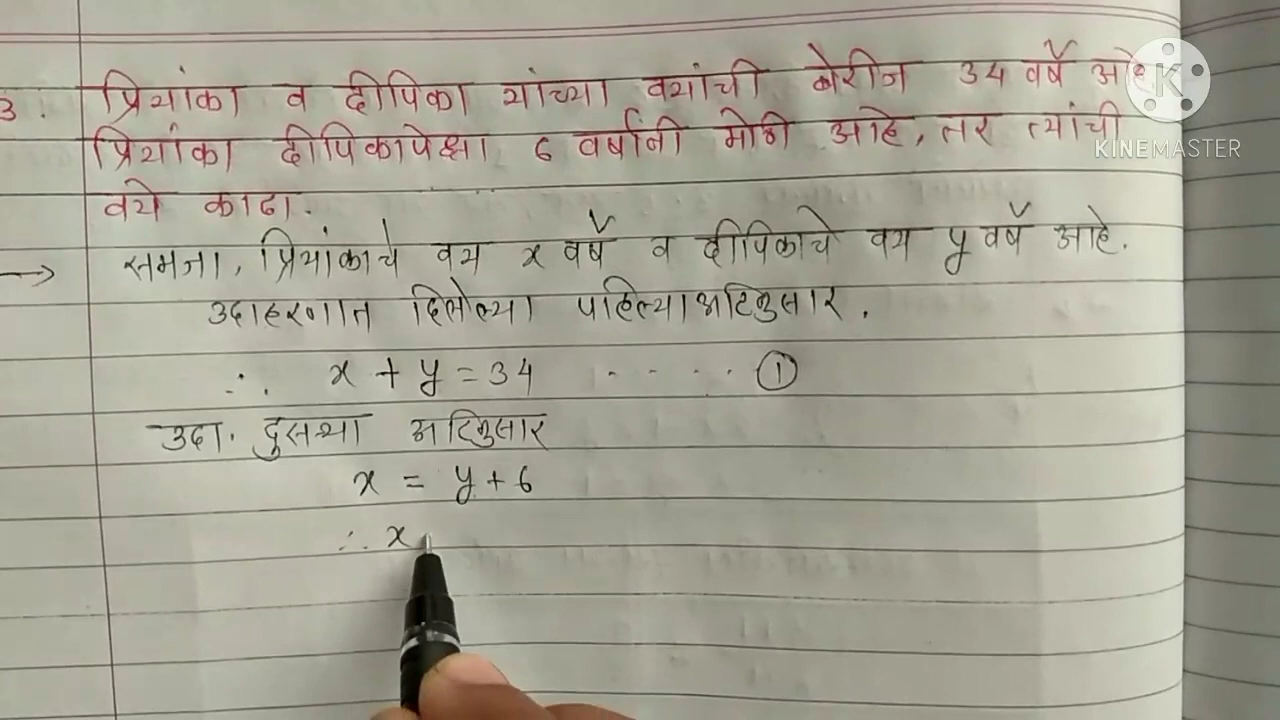 3. प्रियांका व दीपिका यांच्या वयांची बेरीज 34 वर्षे आहे
प्रियांका दीपिकापेक्षा 6 वर्षांनी मोठी आहे, तर त्यांची
वये काढा.
→ समजा, प्रियांकाचे वय x वर्षे व दीपिकाचे वय y वर्षे आहे.
उदाहरणात दिलेल्या पहिल्या अटिनुसार.
∴ x + y = 34 - - - - ①
उदा. दुसऱ्या अटिनुसार
x = y + 6
∴ x
K
KINEMASTER